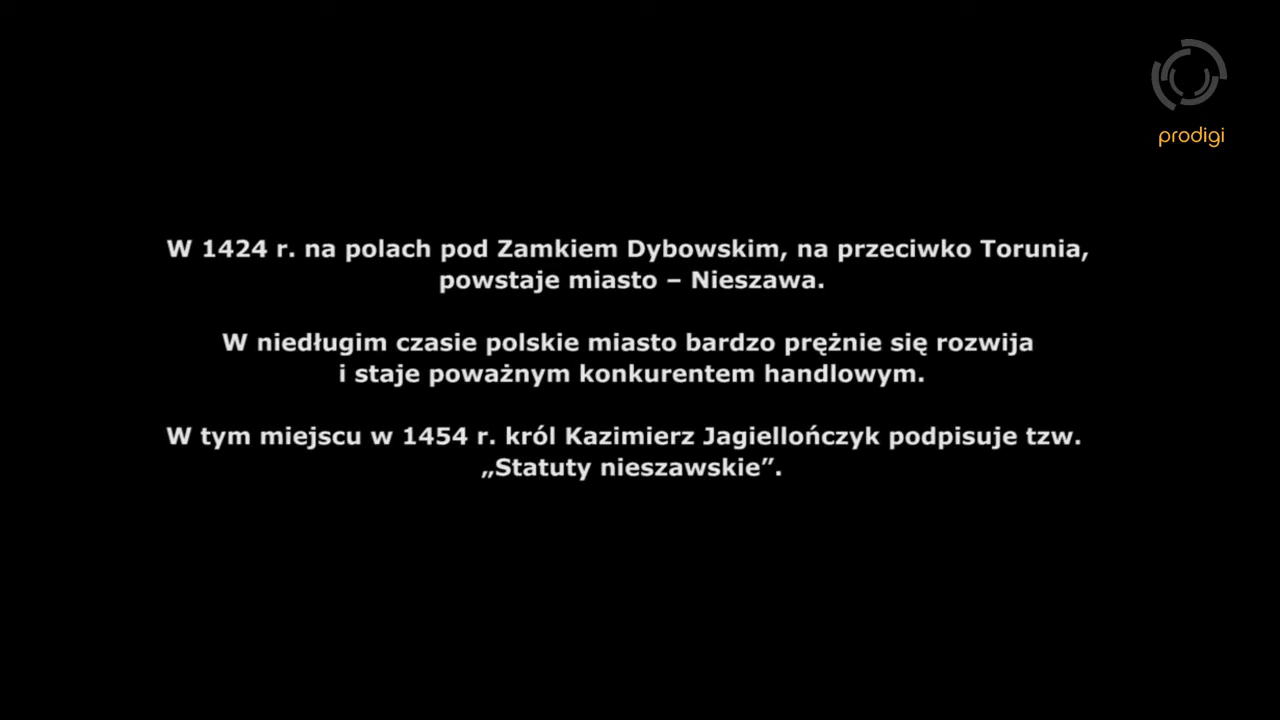 prodigi
W 1424 r. na polach pod Zamkiem Dybowskim, na przeciwko Torunia,
powstaje miasto – Nieszawa.
W niedługim czasie polskie miasto bardzo prężnie się rozwija
i staje poważnym konkurentem handlowym.
W tym miejscu w 1454 r. król Kazimierz Jagiellończyk podpisuje tzw.
„Statuty nieszawskie”.